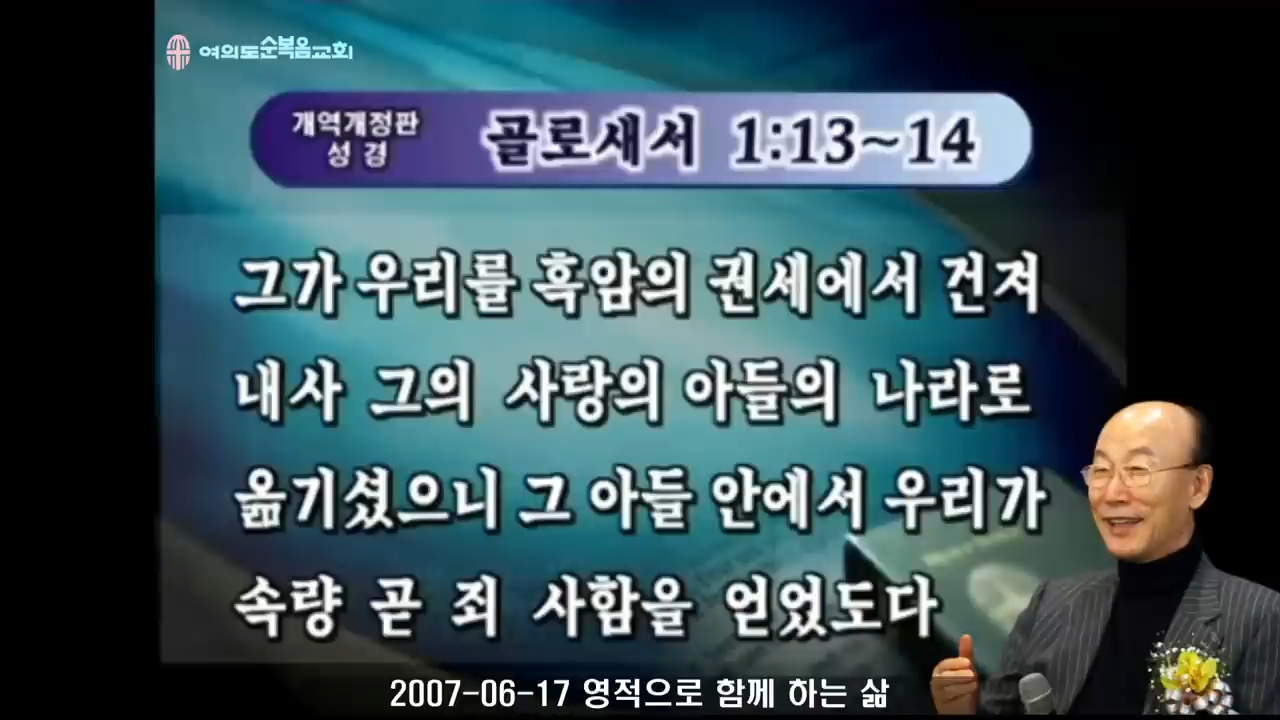 여의도순복음교회
개역개정판
성경
골로새서 1:13~14
그가 우리를 흑암의 권세에서 건져
내사 그의 사랑의 아들의 나라로
옮기셨으니 그 아들 안에서 우리가
속량 곧 죄 사함을 얻었도다
2007-06-17 영적으로 함께 하는 삶